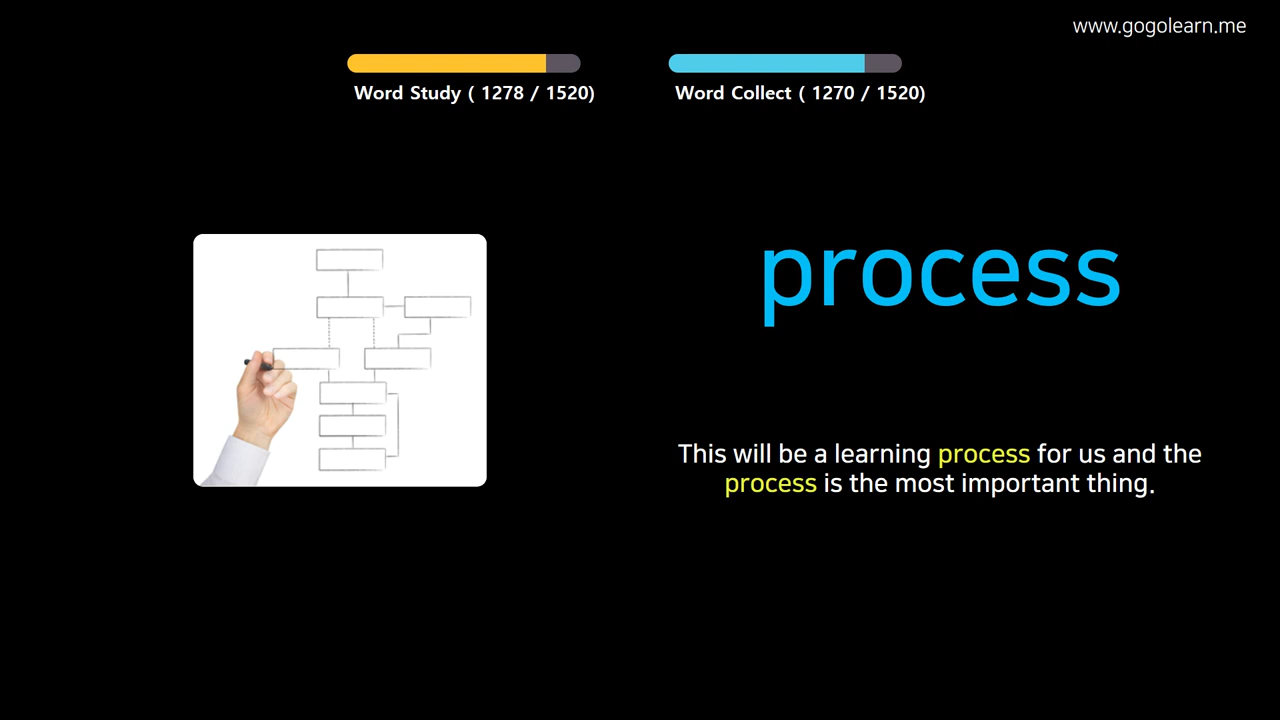 www.gogolearn.me
Word Study ( 1278 / 1520)
Word Collect ( 1270 / 1520)
process
This will be a learning process for us and the
process is the most important thing.